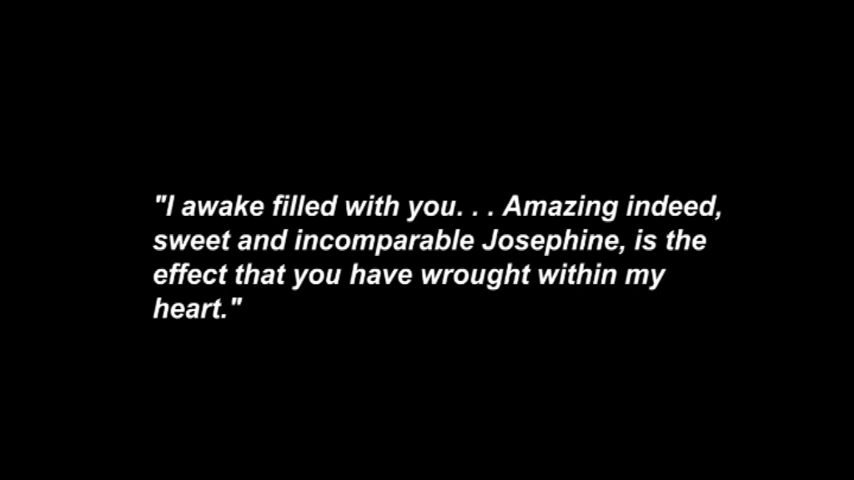 "I awake filled with you. . . Amazing indeed,
sweet and incomparable Josephine, is the
effect that you have wrought within my
heart."